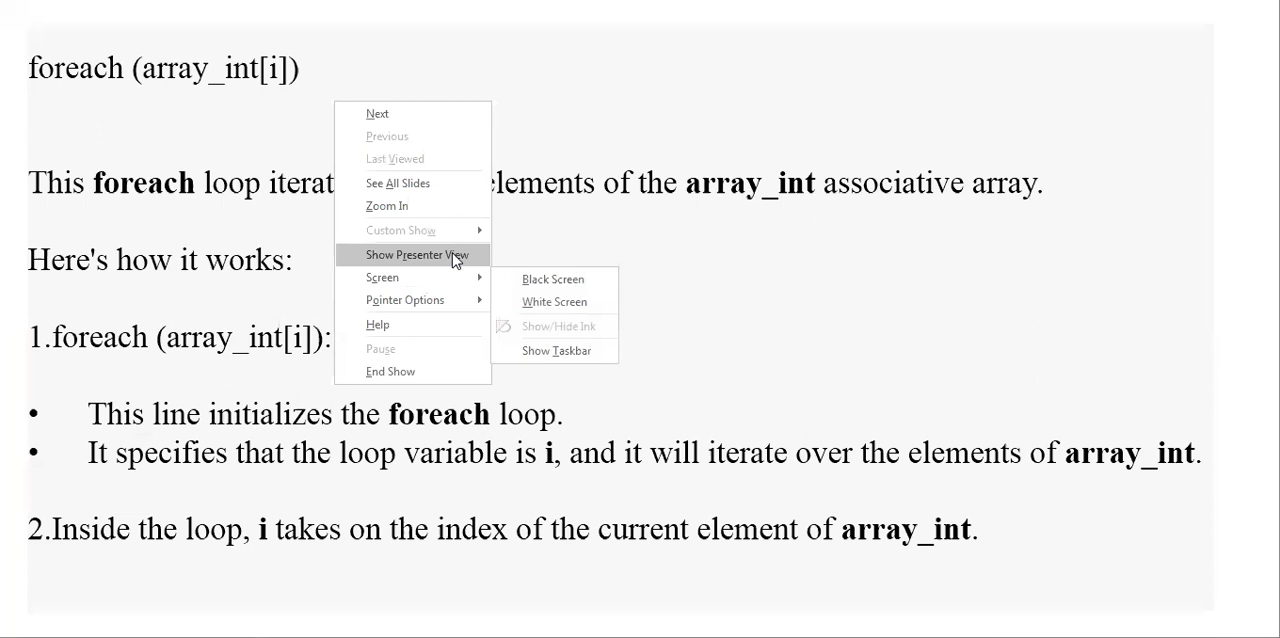 foreach (array_int[i])
This foreach loop iterat lements of the array_int associative array.
Here's how it works:
1.foreach (array_int[i]):
• This line initializes the foreach loop.
• It specifies that the loop variable is i, and it will iterate over the elements of array_int.
2.Inside the loop, i takes on the index of the current element of array_int.
Next
Previous
Last Viewed
See All Slides
Zoom In
Custom Show
Show Presenter View
Screen
Pointer Options
Help
Pause
End Show
Black Screen
White Screen
Show/Hide Ink
Show Taskbar